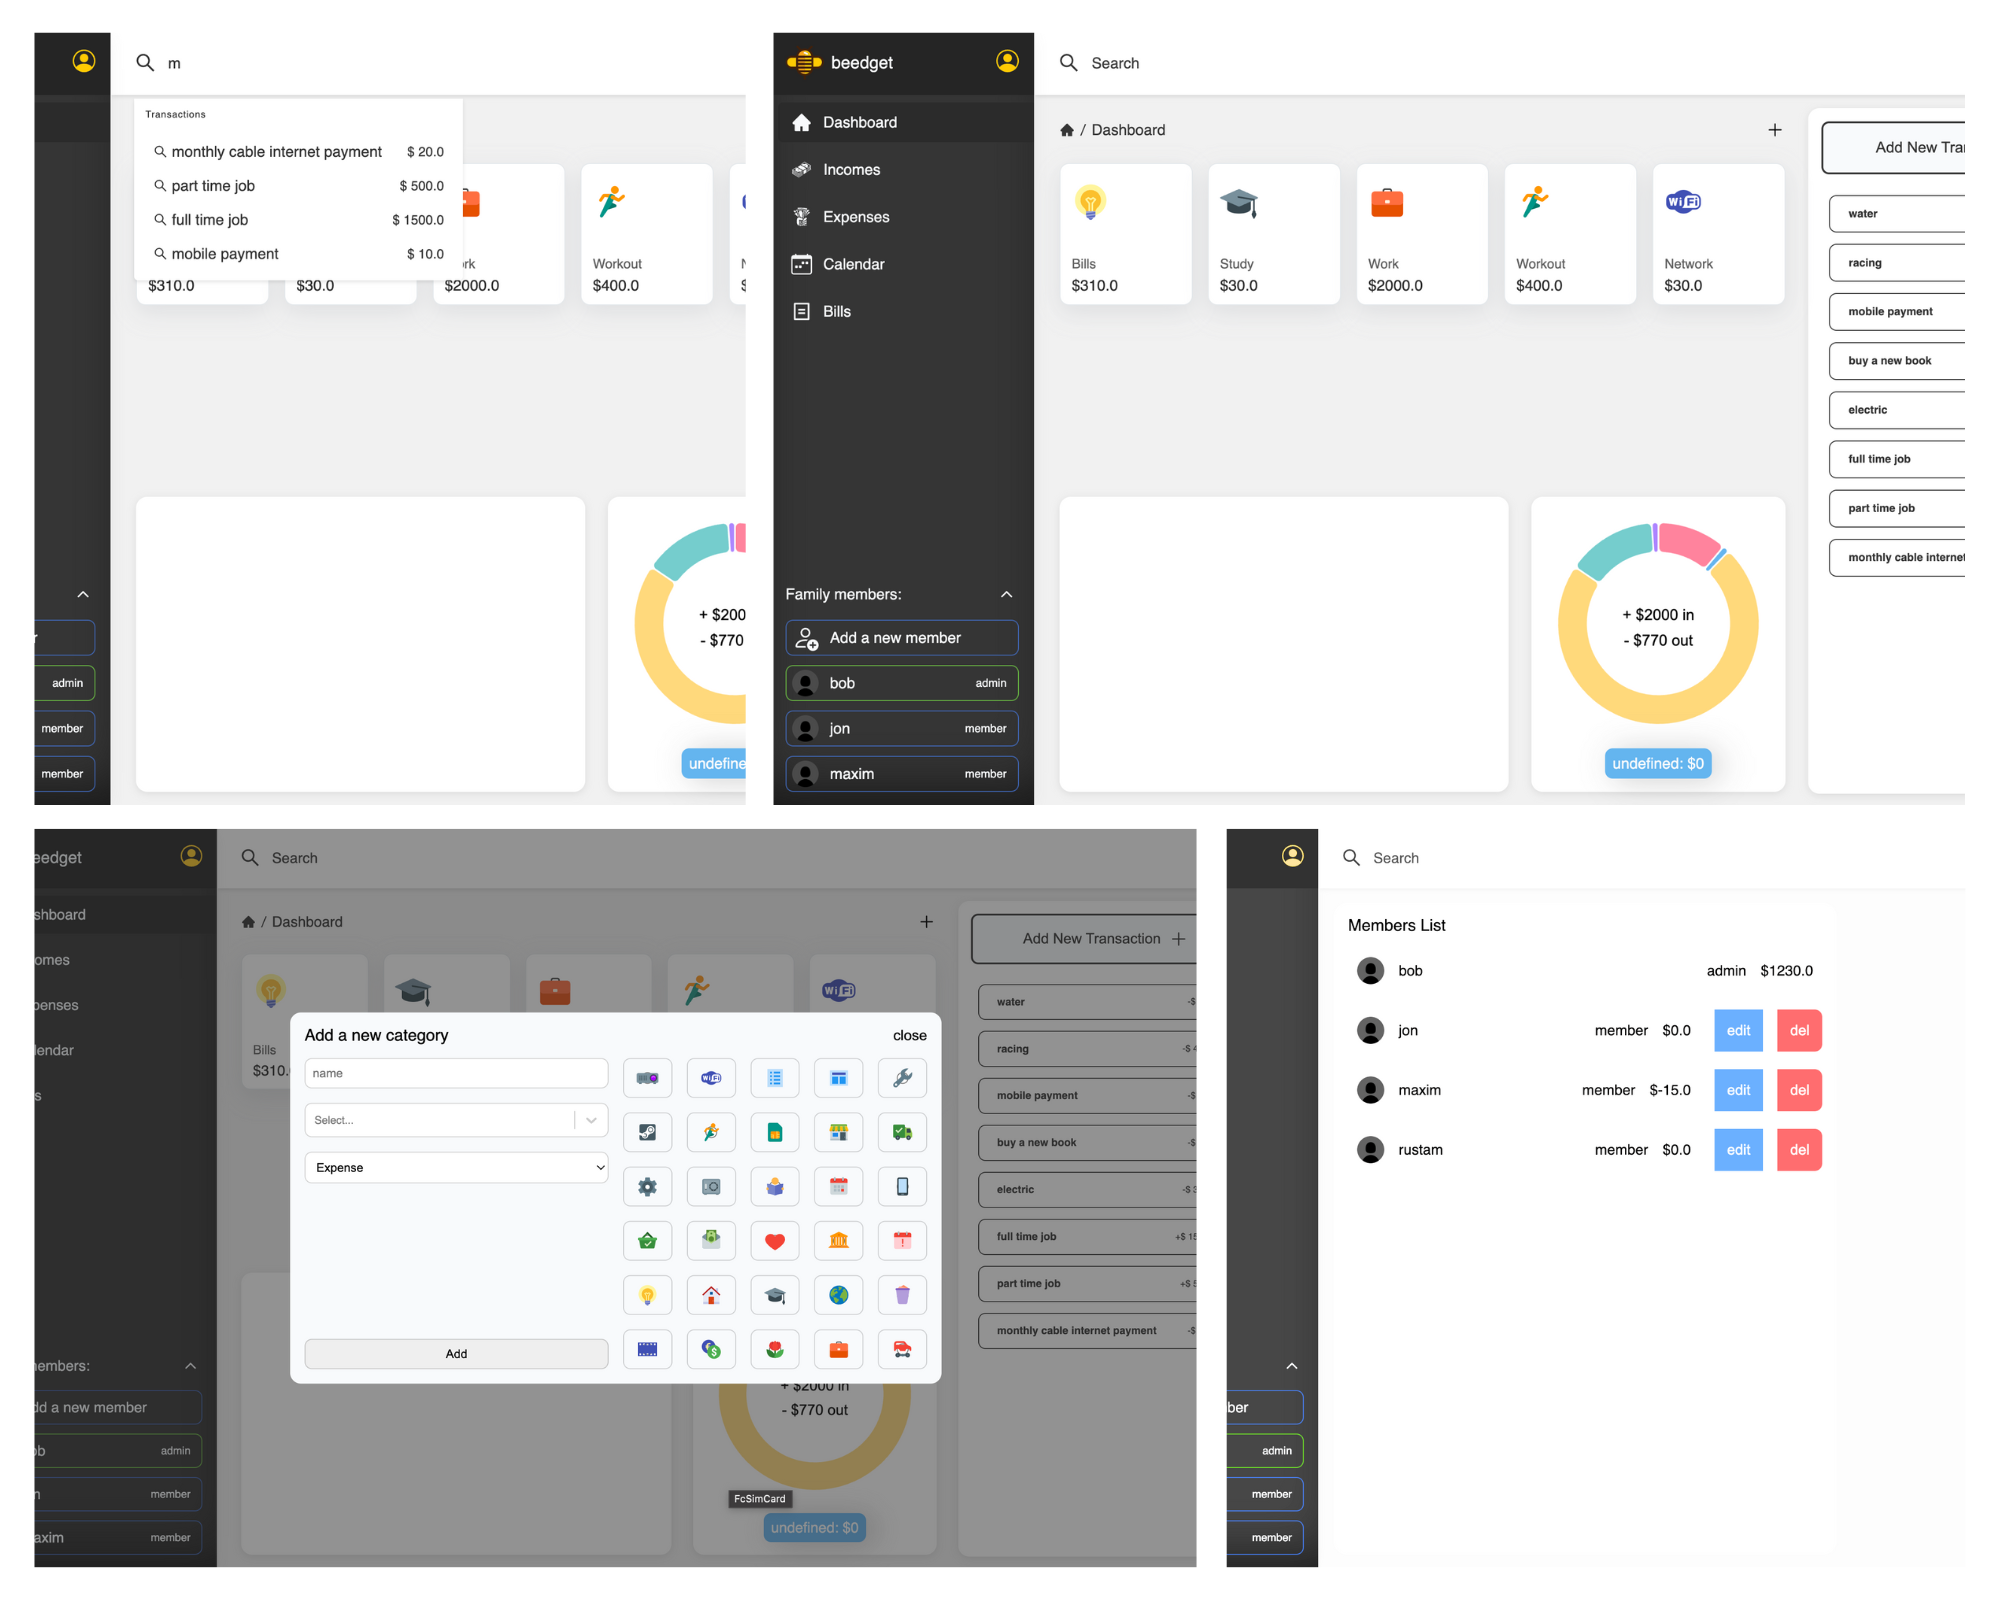 m
Transactions
monthly cable internet payment $ 20.0
part time job $ 500.0
full time job $ 1500.0
mobile payment $ 10.0
rk Workout N
$310.0 $30.0 $2000.0 $400.0 $
+ $200
- $770
undefine
r
admin
member
member
beedget
Search
Dashboard
Incomes
Expenses
Calendar
Bills
Family members:
Add a new member
bob admin
jon member
maxim member
/ Dashboard +
WiFi
Bills Study Work Workout Network
$310.0 $30.0 $2000.0 $400.0 $30.0
+ $2000 in
- $770 out
undefined: $0
Add New Tra
water
racing
mobile payment
buy a new book
electric
full time job
part time job
monthly cable internet
eedget
Search
shboard
omes
penses
lendar
s
embers:
dd a new member
ob admin
n member
axim member
/ Dashboard +
WiFi
Bills
$310.
Add a new category close
name
Select...
Expense
Add
WiFi
+ $2000 in
- $770 out
FcSimCard
undefined: $0
Add New Transaction +
water -$
racing -$ 4
mobile payment -$
buy a new book -$
electric -$ 3
full time job +$ 15
part time job +$ 5
monthly cable internet payment -$
Search
Members List
bob admin $1230.0
jon member $0.0 edit del
maxim member $-15.0 edit del
rustam member $0.0 edit del
ber
admin
member
member